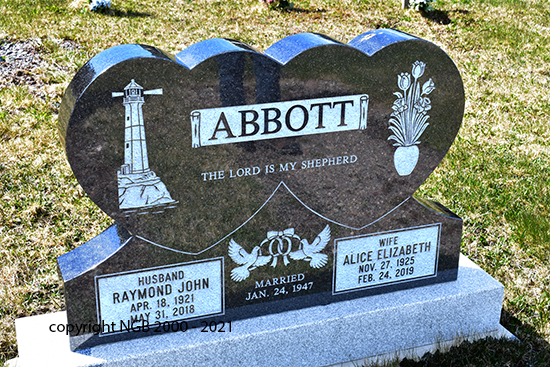 ABBOTT
THE LORD IS MY SHEPHERD
HUSBAND
RAYMOND JOHN
APR. 18, 1921
MAY 31, 2018
MARRIED
JAN. 24, 1947
WIFE
ALICE ELIZABETH
NOV. 27, 1925
FEB. 24, 2019
copyright NGB 2000 - 2021